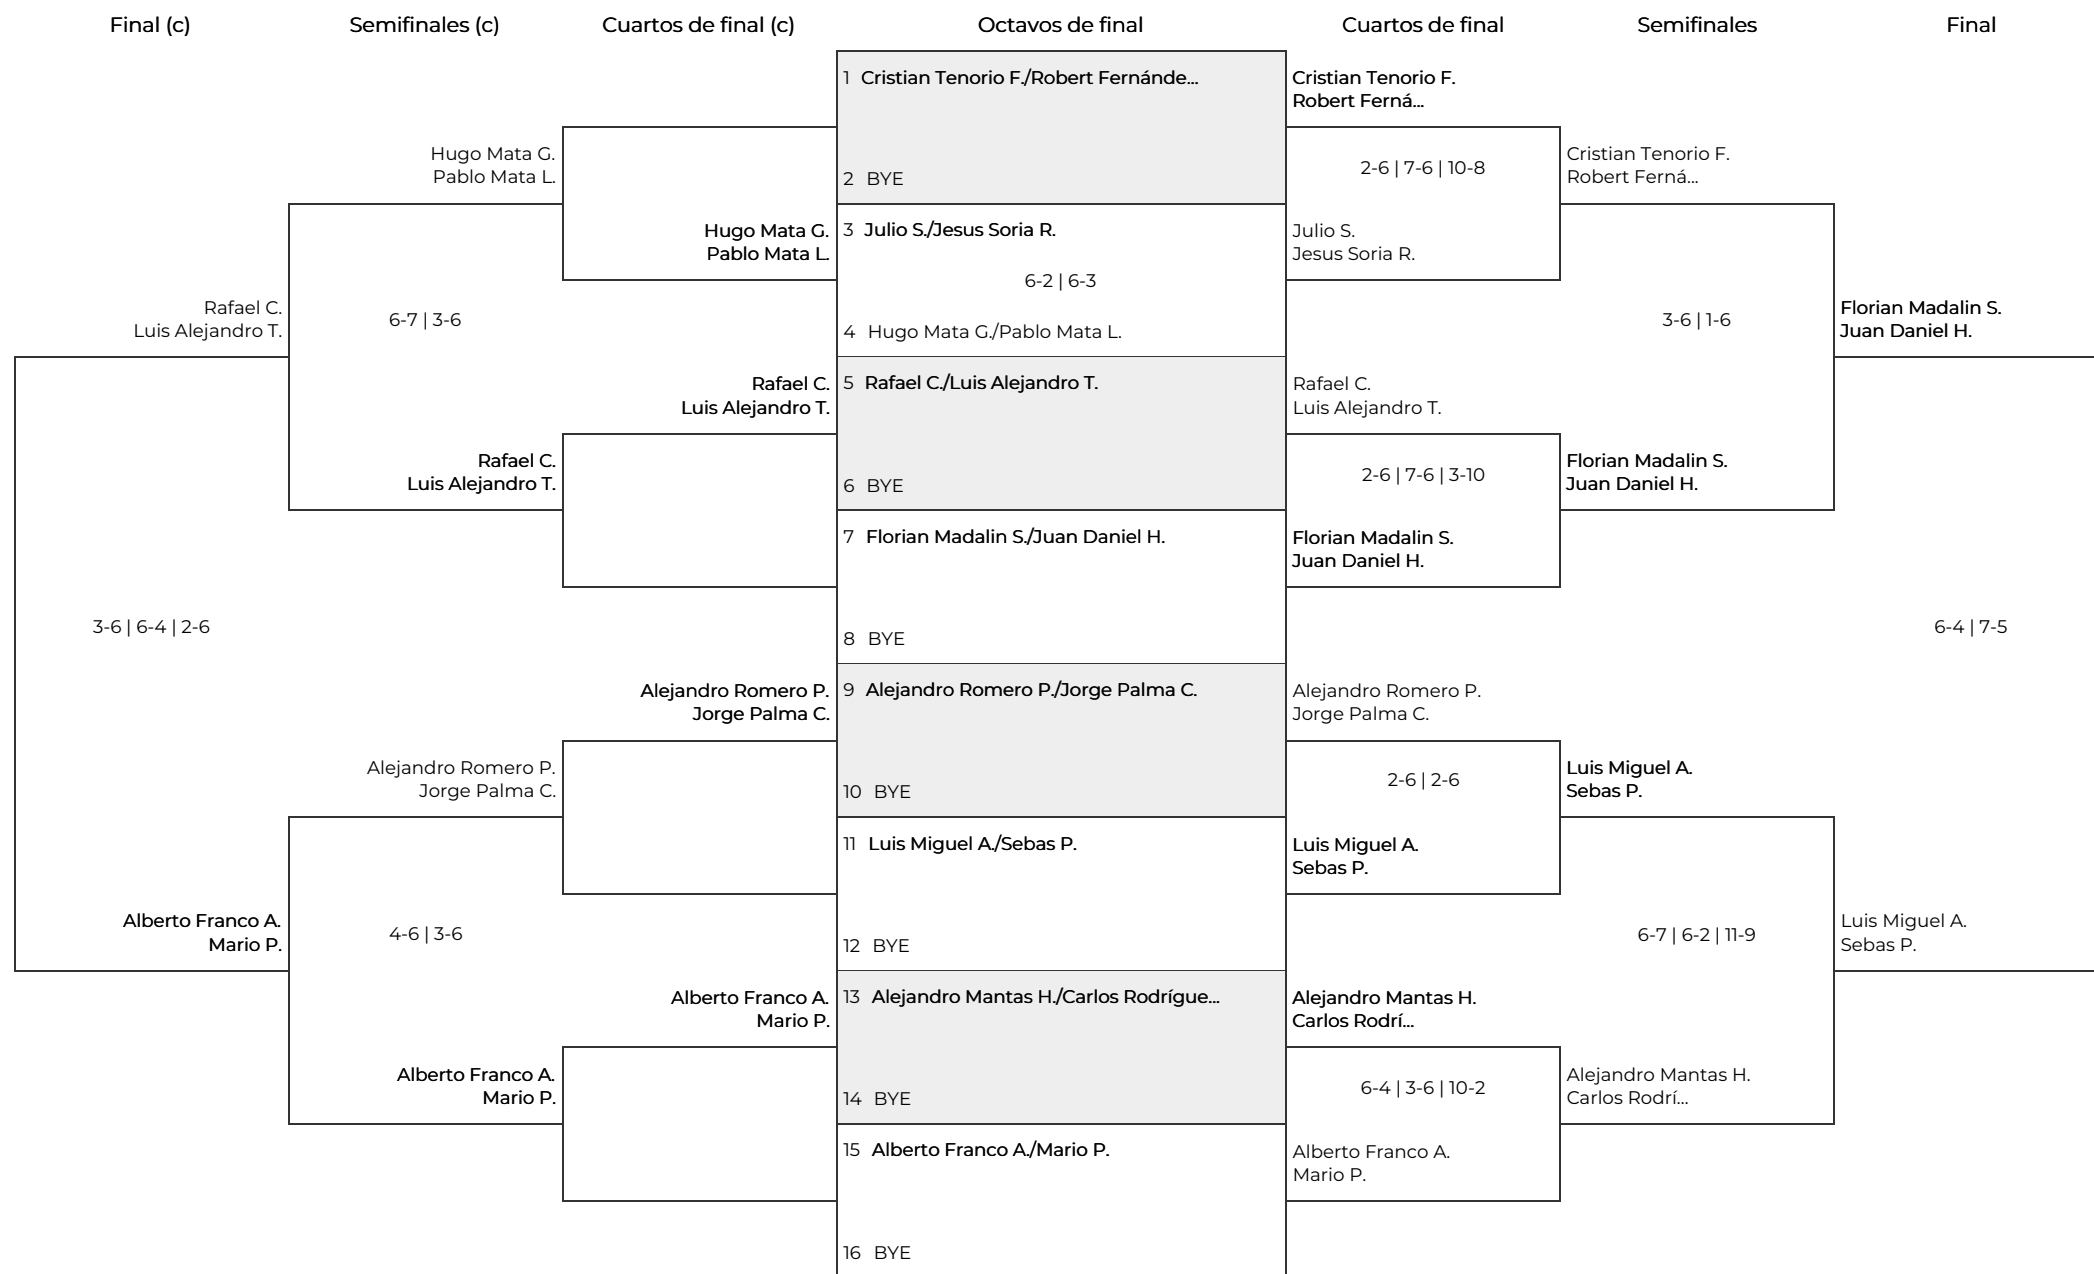 Final (c)
Semifinales (c)
Cuartos de final (c)
Octavos de final
Cuartos de final
Semifinales
Final
Rafael C.
Luis Alejandro T.
3-6 | 6-4 | 2-6
Alberto Franco A.
Mario P.
Hugo Mata G.
Pablo Mata L.
6-7 | 3-6
Rafael C.
Luis Alejandro T.
Alejandro Romero P.
Jorge Palma C.
4-6 | 3-6
Alberto Franco A.
Mario P.
Hugo Mata G.
Pablo Mata L.
Rafael C.
Luis Alejandro T.
Alejandro Romero P.
Jorge Palma C.
Alberto Franco A.
Mario P.
1 Cristian Tenorio F./Robert Fernánde...
2 BYE
3 Julio S./Jesus Soria R.
6-2 | 6-3
4 Hugo Mata G./Pablo Mata L.
5 Rafael C./Luis Alejandro T.
6 BYE
7 Florian Madalin S./Juan Daniel H.
8 BYE
9 Alejandro Romero P./Jorge Palma C.
10 BYE
11 Luis Miguel A./Sebas P.
12 BYE
13 Alejandro Mantas H./Carlos Rodrígue...
14 BYE
15 Alberto Franco A./Mario P.
16 BYE
Cristian Tenorio F.
Robert Ferná...
2-6 | 7-6 | 10-8
Julio S.
Jesus Soria R.
Rafael C.
Luis Alejandro T.
2-6 | 7-6 | 3-10
Florian Madalin S.
Juan Daniel H.
Alejandro Romero P.
Jorge Palma C.
2-6 | 2-6
Luis Miguel A.
Sebas P.
Alejandro Mantas H.
Carlos Rodrí...
6-4 | 3-6 | 10-2
Alberto Franco A.
Mario P.
Cristian Tenorio F.
Robert Ferná...
3-6 | 1-6
Florian Madalin S.
Juan Daniel H.
Luis Miguel A.
Sebas P.
6-7 | 6-2 | 11-9
Alejandro Mantas H.
Carlos Rodrí...
Florian Madalin S.
Juan Daniel H.
6-4 | 7-5
Luis Miguel A.
Sebas P.